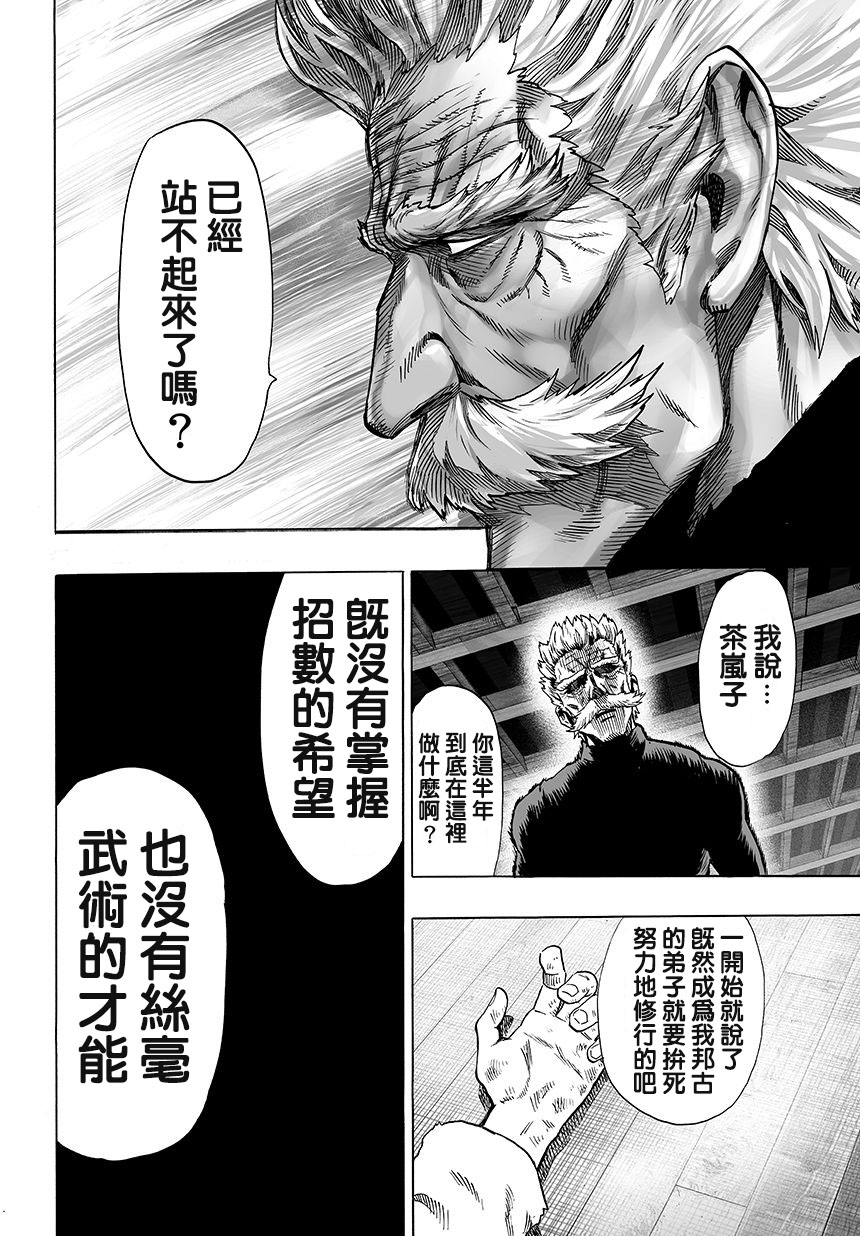 已經
站不起來了嗎？
我說…
茶嵐子
你這半年
到底在這裡
做什麼啊？
一開始就說了
既然成爲我邦古
的弟子就要拚死
努力地修行的吧
既沒有掌握
招數的希望
也沒有絲毫
武術的才能